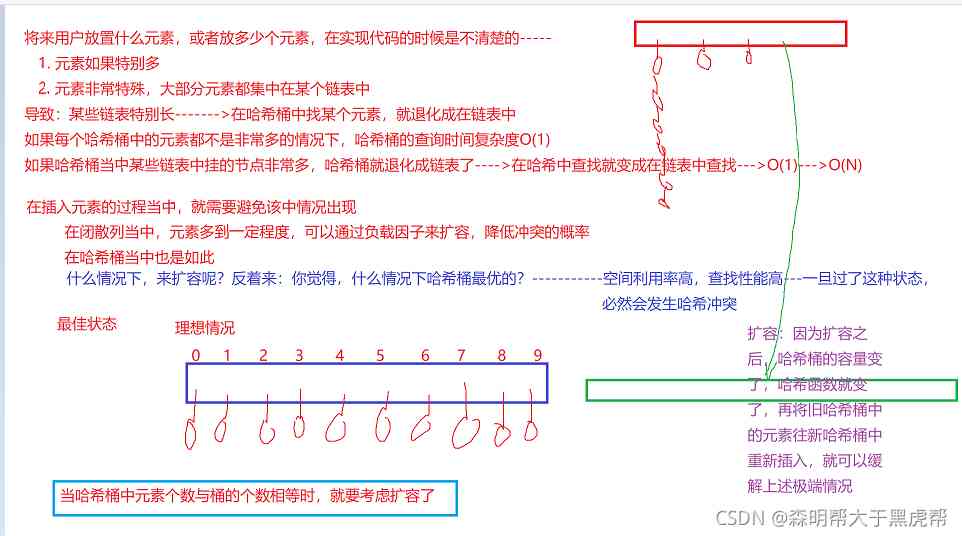 将来用户放置什么元素，或者放多少个元素，在实现代码的时候是不清楚的-----
1. 元素如果特别多
2. 元素非常特殊，大部分元素都集中在某个链表中
导致：某些链表特别长------->在哈希桶中找某个元素，就退化成在链表中
如果每个哈希桶中的元素都不是非常多的情况下，哈希桶的查询时间复杂度O(1)
如果哈希桶当中某些链表中挂的节点非常多，哈希桶就退化成链表了---->在哈希中查找就变成在链表中查找--->O(1)--->O(N)
在插入元素的过程当中，就需要避免该中情况出现
在闭散列当中，元素多到一定程度，可以通过负载因子来扩容，降低冲突的概率
在哈希桶当中也是如此
什么情况下，来扩容呢？反着来：你觉得，什么情况下哈希桶最优的？------------空间利用率高，查找性能高---一旦过了这种状态，
必然会发生哈希冲突
最佳状态
理想情况
0 1 2 3 4 5 6 7 8 9
扩容：因为扩容之
后，哈希桶的容量变
了，哈希函数就变
了，再将旧哈希桶中
的元素往新哈希桶中
重新插入，就可以缓
解上述极端情况
当哈希桶中元素个数与桶的个数相等时，就要考虑扩容了
CSDN @森明帮大于黑虎帮